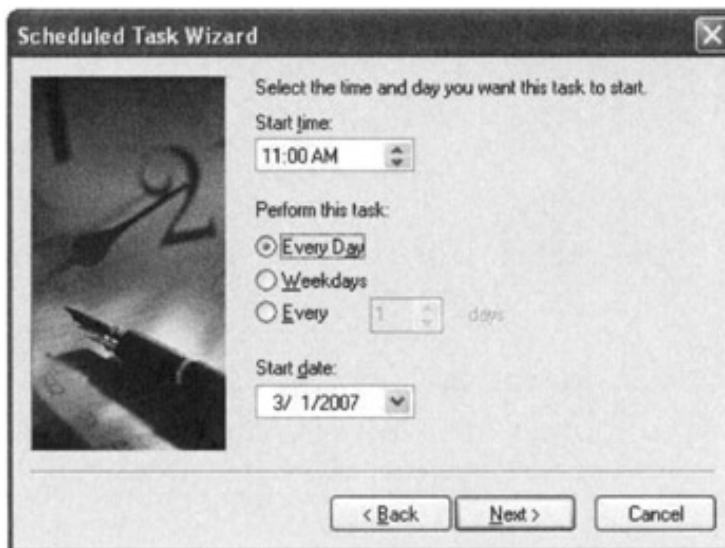 Scheduled Task Wizard
Select the time and day you want this task to start.
Start time:
11:00 AM
Perform this task:
Every Day
Weekdays
Every 1 days
Start date:
3/ 1/2007
< Back Next > Cancel